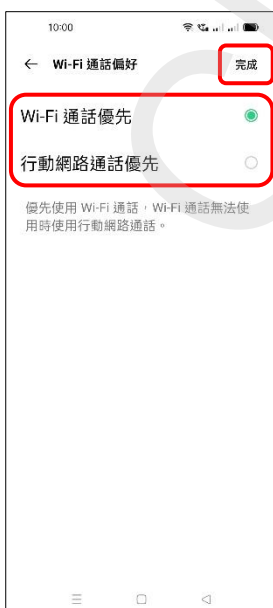 10:00
Wi-Fi 通話偏好
完成
Wi-Fi 通話優先
行動網路通話優先
優先使用 Wi-Fi 通話，Wi-Fi 通話無法使
用時使用行動網路通話。